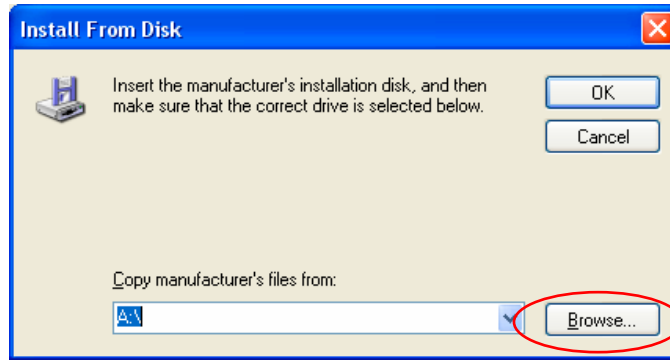 Install From Disk
Insert the manufacturer's installation disk, and then
make sure that the correct drive is selected below.
OK
Cancel
Copy manufacturer's files from:
A:\
Browse...